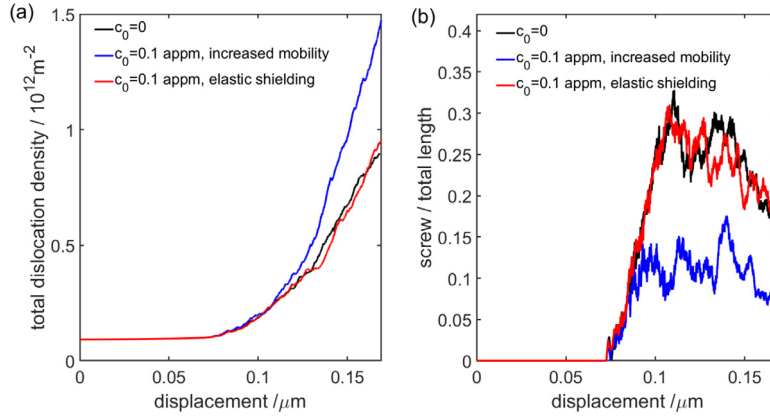 (a)
c0=0
c0=0.1 appm, increased mobility
c0=0.1 appm, elastic shielding
total dislocation density / 10^12 m^-2
1.5
1
0.5
0
0 0.05 0.1 0.15
displacement /μm
(b)
c0=0
c0=0.1 appm, increased mobility
c0=0.1 appm, elastic shielding
screw / total length
0.4
0.35
0.3
0.25
0.2
0.15
0.1
0.05
0
0 0.05 0.1 0.15
displacement /μm